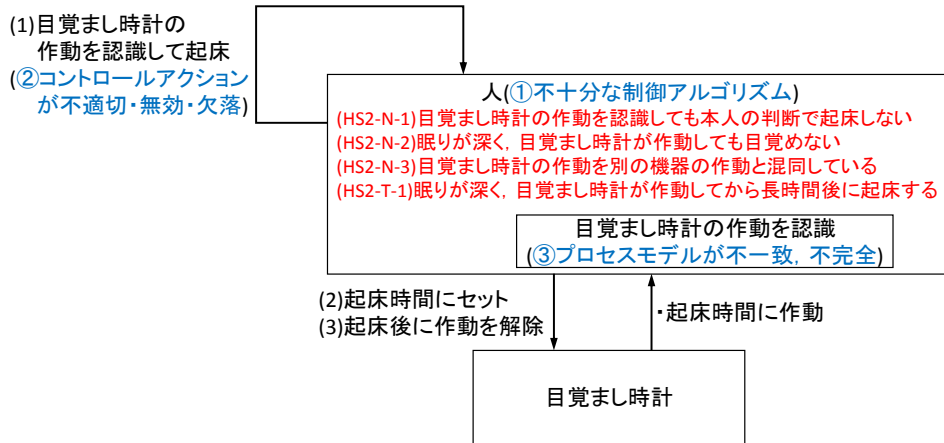 (1)目覚まし時計の
作動を認識して起床
(②コントロールアクション
が不適切・無効・欠落)
人(①不十分な制御アルゴリズム)
(HS2-N-1)目覚まし時計の作動を認識しても本人の判断で起床しない
(HS2-N-2)眠りが深く,目覚まし時計が作動しても目覚めない
(HS2-N-3)目覚まし時計の作動を別の機器の作動と混同している
(HS2-T-1)眠りが深く,目覚まし時計が作動してから長時間後に起床する
目覚まし時計の作動を認識
(③プロセスモデルが不一致,不完全)
(2)起床時間にセット
(3)起床後に作動を解除
・起床時間に作動
目覚まし時計